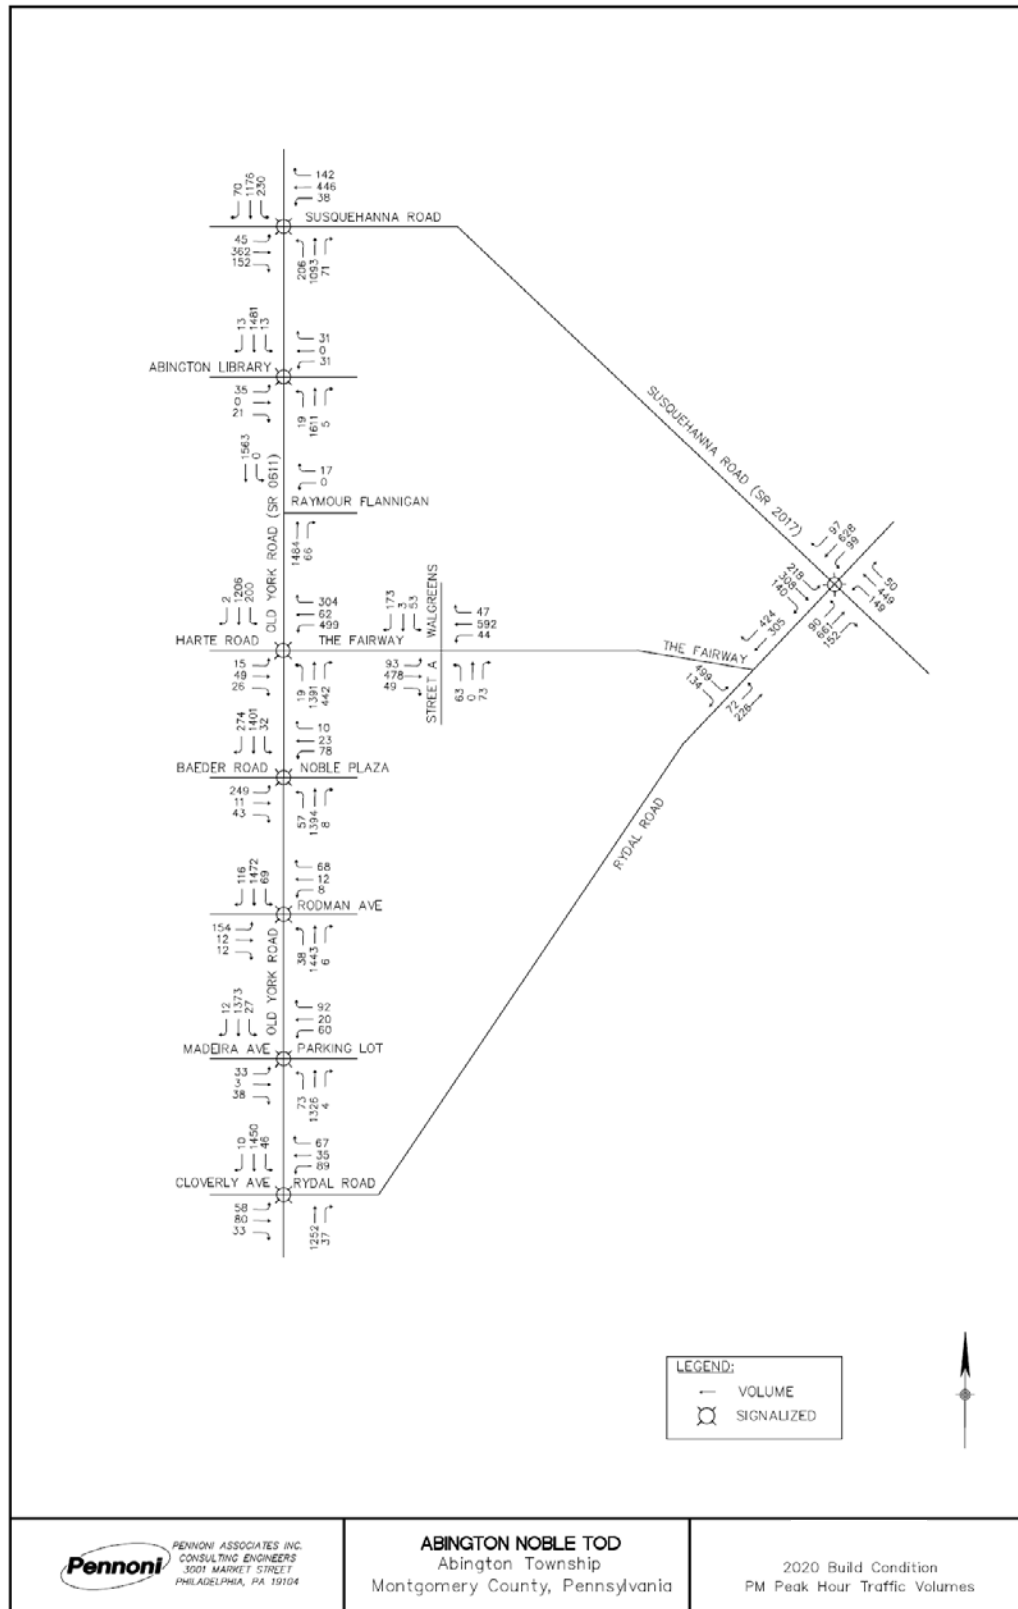 70 1176 230
142
446
38
SUSQUEHANNA ROAD
45
362
152
206 1093 71
13 1481 13
31
0
31
ABINGTON LIBRARY
35
0
21
19 1611 5
SUSQUEHANNA ROAD (SR 2017)
1563 0
17
0
OLD YORK ROAD (SR 0611)
RAYMOUR FLANNIGAN
1484 66
97 628 99
50
449
149
218
308
140
90 661 152
2 1206 200
304
62
499
173 3 53
WALGREENS
47
592
44
424
305
HARTE ROAD
THE FAIRWAY
THE FAIRWAY
15
49
26
19 1391 442
93
478
49
STREET A
63 0 73
499
134
72 228
274 1401 32
10
23
78
BAEDER ROAD
NOBLE PLAZA
249
11
43
57 1394 8
RYDAL ROAD
116 1472 69
68
12
8
RODMAN AVE
154
12
12
OLD YORK ROAD
38 1443 6
12 1373 27
92
20
60
MADEIRA AVE
PARKING LOT
33
3
38
73 1326 4
10 1450 46
67
35
89
CLOVERLY AVE
RYDAL ROAD
58
80
33
1252 37
LEGEND:
VOLUME
SIGNALIZED
Pennoni
PENNONI ASSOCIATES INC.
CONSULTING ENGINEERS
3001 MARKET STREET
PHILADELPHIA, PA 19104
ABINGTON NOBLE TOD
Abington Township
Montgomery County, Pennsylvania
2020 Build Condition
PM Peak Hour Traffic Volumes